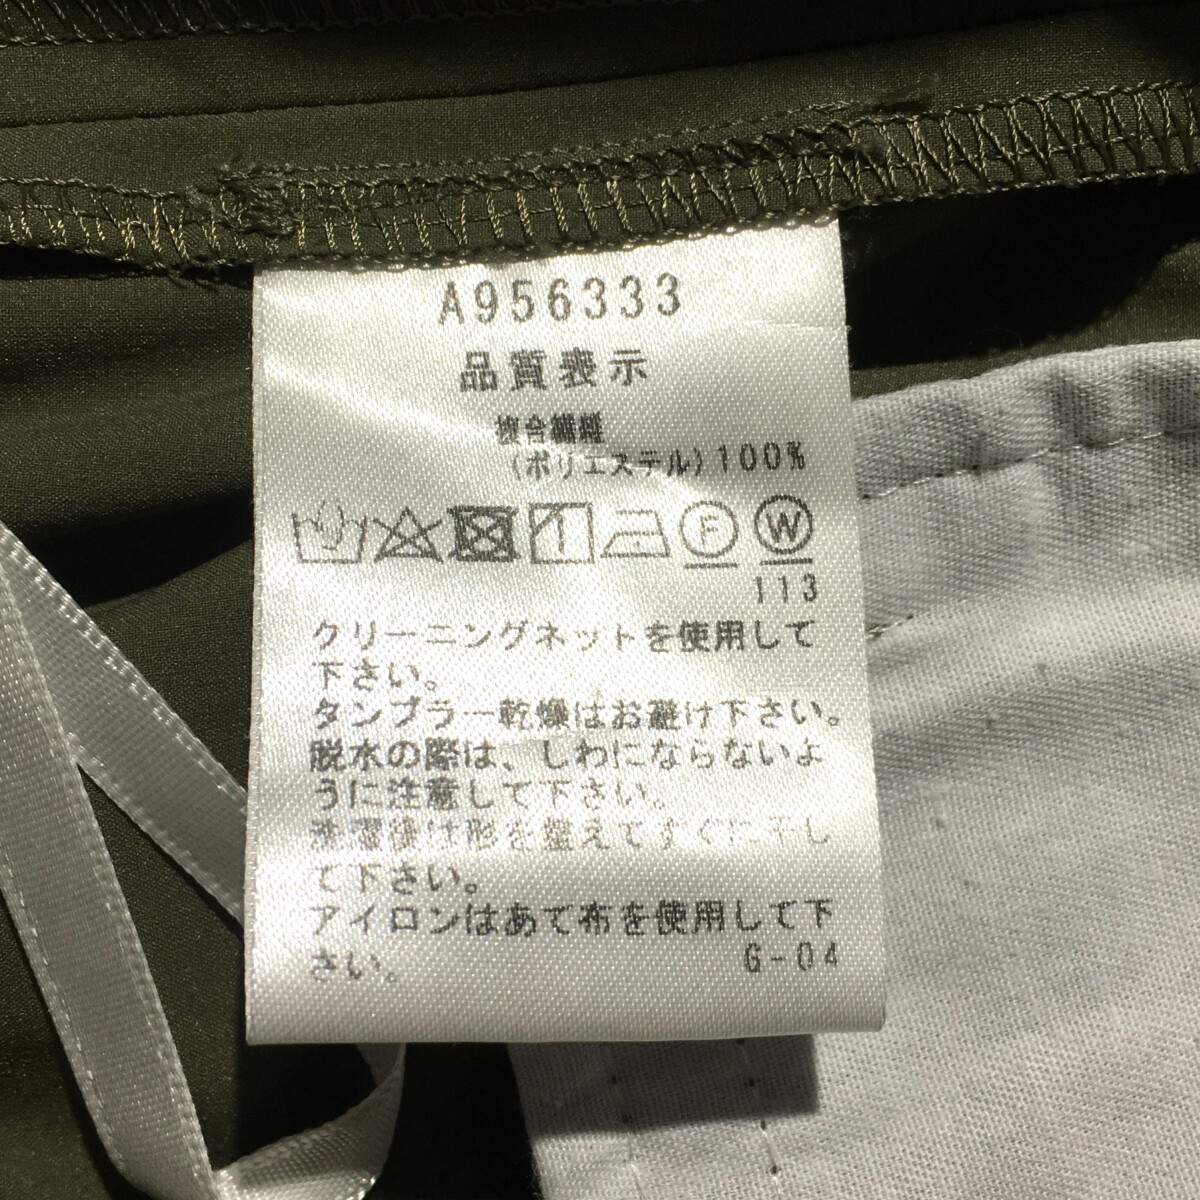 A956333
品質表示
複合繊維
(ポリエステル)100%
F W
113
クリーニングネットを使用して
下さい。
タンブラー乾燥はお避け下さい。
脱水の際は、しわにならないよ
うに注意して下さい。
洗濯後は形を整えてすぐに干し
て下さい。
アイロンはあて布を使用して下
さい。
G-04